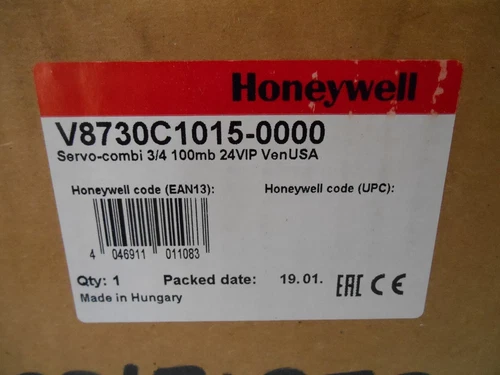 Honeywell
V8730C1015-0000
Servo-combi 3/4 100mb 24VIP VenUSA
Honeywell code (EAN13): Honeywell code (UPC):
4 046911 011083
Qty: 1 Packed date: 19.01. EAC CE
Made in Hungary